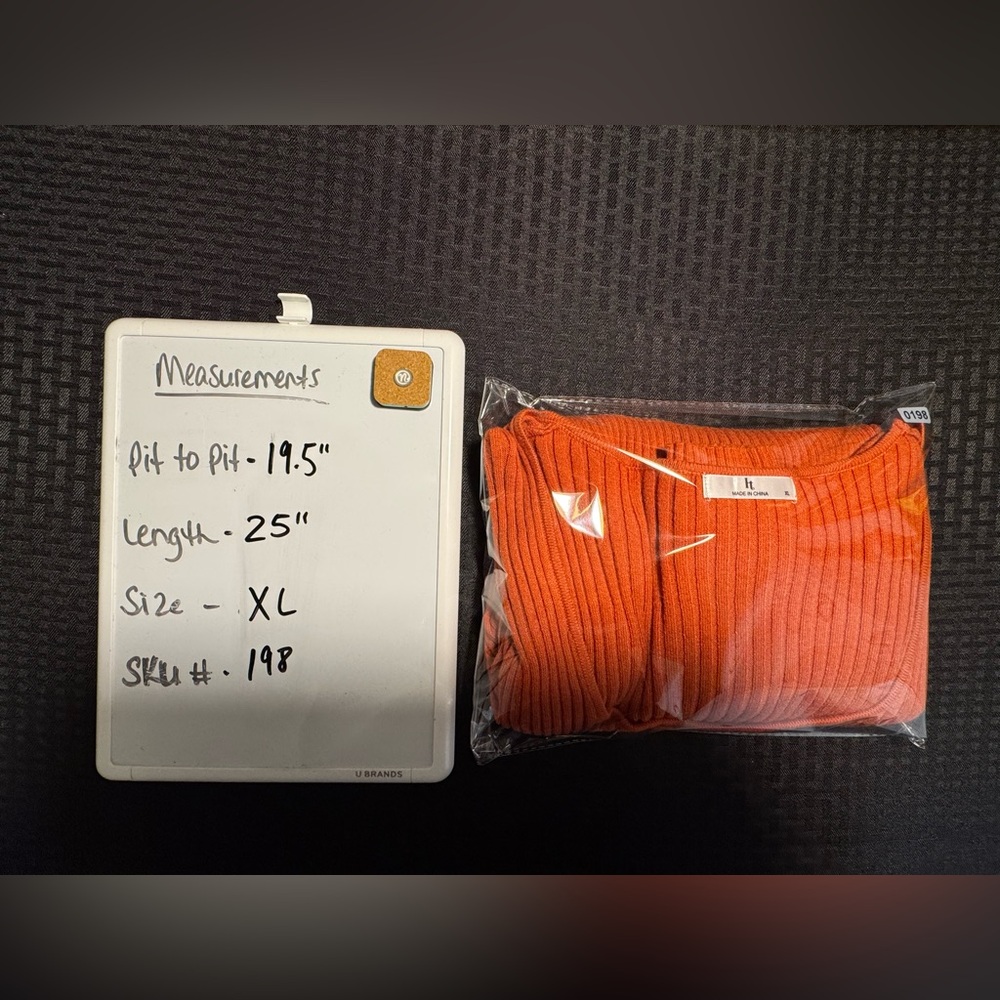 Measurements
Pit to Pit - 19.5"
Length - 25"
Size - XL
SKU # - 198
U BRANDS
0198
MADE IN CHINA
XL